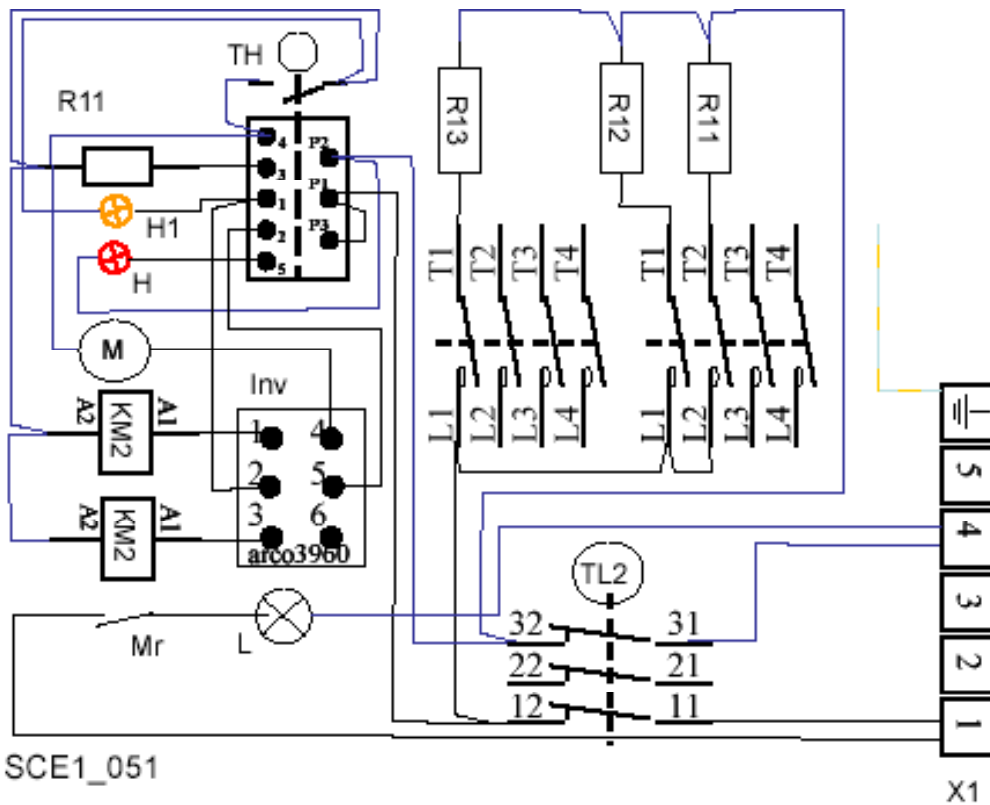 TH
R11
4
P2
3
P1
1
P3
2
5
H1
H
M
R13
R12
R11
T1
T2
T3
T4
T1
T2
T3
T4
L1
L2
L3
L4
L1
L2
L3
L4
Inv
A2
KM2
A1
1
4
2
5
3
6
A2
KM2
A1
arco3960
TL2
32
31
22
21
12
11
Mr
L
5
4
3
2
1
SCE1_051
X1